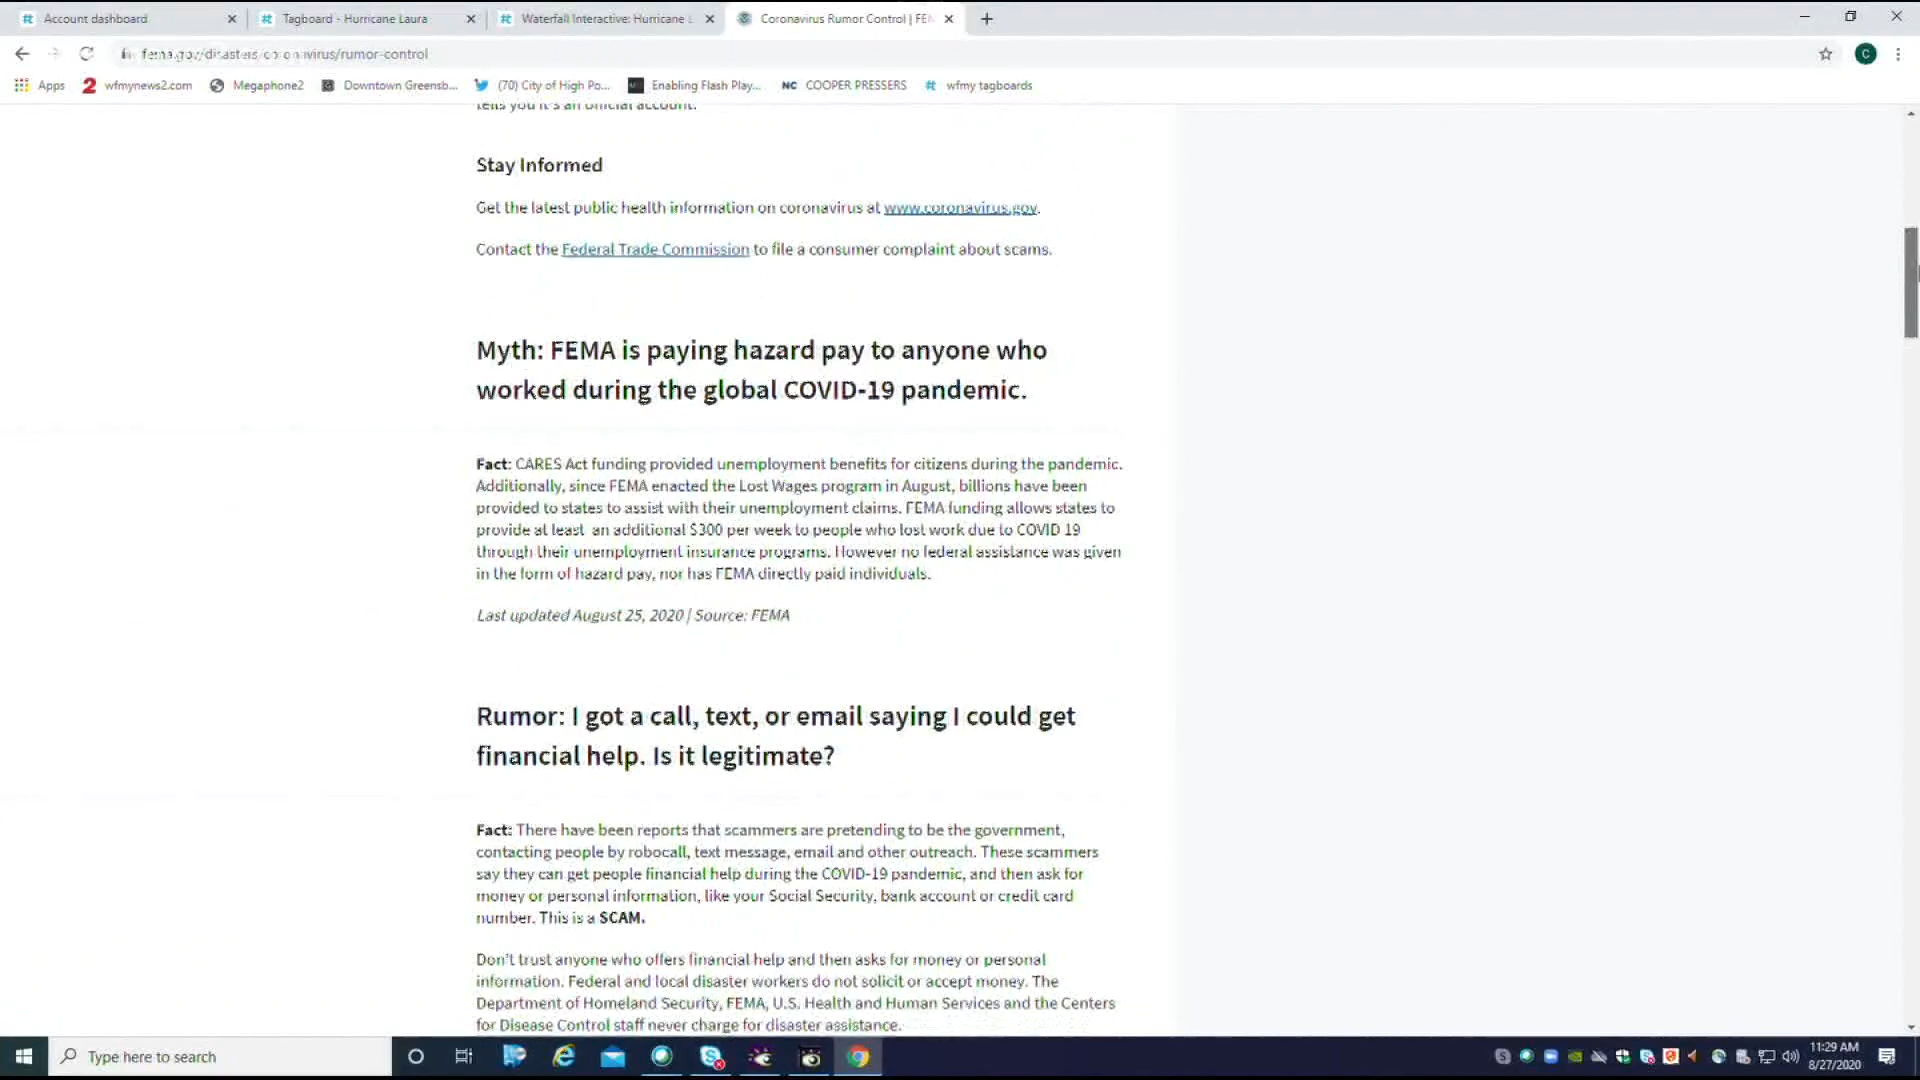 Account dashboard
Tagboard - Hurricane Laura
Waterfall Interactive: Hurricane L
Coronavirus Rumor Control | FEM
fema.gov/disasters/coronavirus/rumor-control
C
Apps
wfmynews2.com
Megaphone2
Downtown Greensb...
(70) City of High Po...
Enabling Flash Play...
NC COOPER PRESSERS
wfmy tagboards
tells you it's an official account.
Stay Informed
Get the latest public health information on coronavirus at www.coronavirus.gov.
Contact the Federal Trade Commission to file a consumer complaint about scams.
Myth: FEMA is paying hazard pay to anyone who
worked during the global COVID-19 pandemic.
Fact: CARES Act funding provided unemployment benefits for citizens during the pandemic.
Additionally, since FEMA enacted the Lost Wages program in August, billions have been
provided to states to assist with their unemployment claims. FEMA funding allows states to
provide at least an additional $300 per week to people who lost work due to COVID 19
through their unemployment insurance programs. However no federal assistance was given
in the form of hazard pay, nor has FEMA directly paid individuals.
Last updated August 25, 2020 | Source: FEMA
Rumor: I got a call, text, or email saying I could get
financial help. Is it legitimate?
Fact: There have been reports that scammers are pretending to be the government,
contacting people by robocall, text message, email and other outreach. These scammers
say they can get people financial help during the COVID-19 pandemic, and then ask for
money or personal information, like your Social Security, bank account or credit card
number. This is a SCAM.
Don't trust anyone who offers financial help and then asks for money or personal
information. Federal and local disaster workers do not solicit or accept money. The
Department of Homeland Security, FEMA, U.S. Health and Human Services and the Centers
for Disease Control staff never charge for disaster assistance.
Type here to search
11:29 AM
8/27/2020